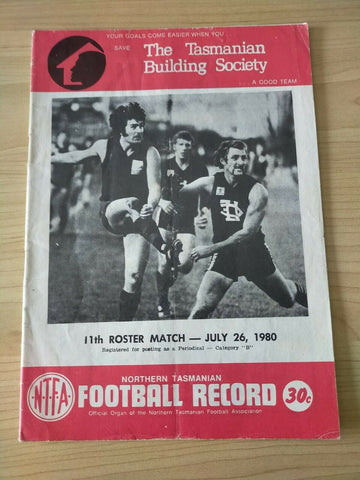 YOUR GOALS COME EASIER WHEN YOU . . .
SAVE The Tasmanian
Building Society
. . . A GOOD TEAM
11th ROSTER MATCH — JULY 26, 1980
Registered for posting as a Periodical — Category "B"
NORTHERN TASMANIAN
N.T.F.A FOOTBALL RECORD 30c
Official Organ of the Northern Tasmanian Football Association